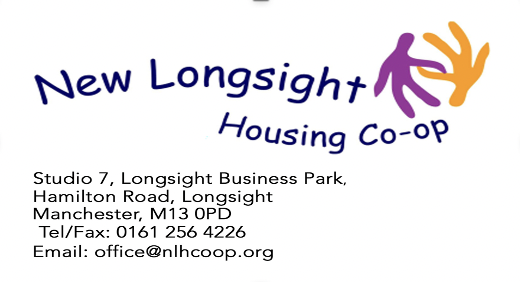 New Longsight
Housing Co-op
Studio 7, Longsight Business Park,
Hamilton Road, Longsight
Manchester, M13 0PD
Tel/Fax: 0161 256 4226
Email: office@nlhcoop.org